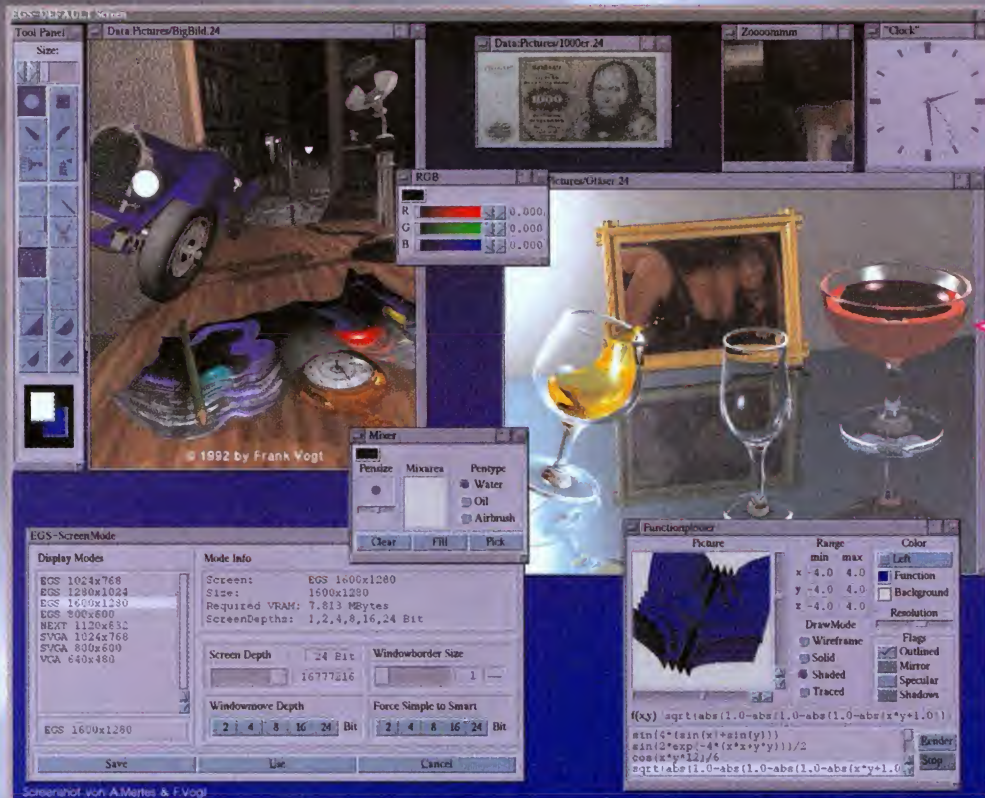 EGS-DEFAULT Screen
Tool Panel
Size:
Data Pictures/BigBild.24
© 1992 by Frank Vogt
Data:Pictures/1000er.24
1000
Zoooommm
"Clock"
RGB
R 0.000
G 0.000
B 0.000
Pictures/Gläser.24
Mixer
Pensize Mixarea Pentype
Water
Oil
Airbrush
Clear Fill Pick
EGS-ScreenMode
Display Modes
EGS 1024x768
EGS 1280x1024
EGS 1600x1280
EGS 800x600
NEXT 1120x832
SVGA 1024x768
SVGA 800x600
VGA 640x480
EGS 1600x1280
Mode Info
Screen: EGS 1600x1280
Size: 1600x1280
Required VRAM: 7.813 MBytes
ScreenDepths: 1,2,4,8,16,24 Bit
Screen Depth 24 Bit
16777216
Windowborder Size
1
Windowmove Depth
2 4 8 16 24 Bit
Force Simple to Smart
2 4 8 16 24 Bit
Save Use Cancel
Functionplotter
Picture
Range
min max
x -4.0 4.0
y -4.0 4.0
z -4.0 4.0
DrawMode
Wireframe
Solid
Shaded
Traced
Color
Left
Function
Background
Resolution
Flags
Outlined
Mirror
Specular
Shadows
f(xy) sqrt(abs(1.0-abs(1.0-abs(1.0-abs(x*y+1.0'))
sin(4*(sin(x)+sin(y)))
sin(2*exp(-4*(x*x+y*y)))/2
cos(x*y*12)/6
sqrt(abs(1.0-abs(1.0-abs(1.0-abs(x*y+1.0
Render
Stop
Screenshot von A.Mertes & F.Vogt